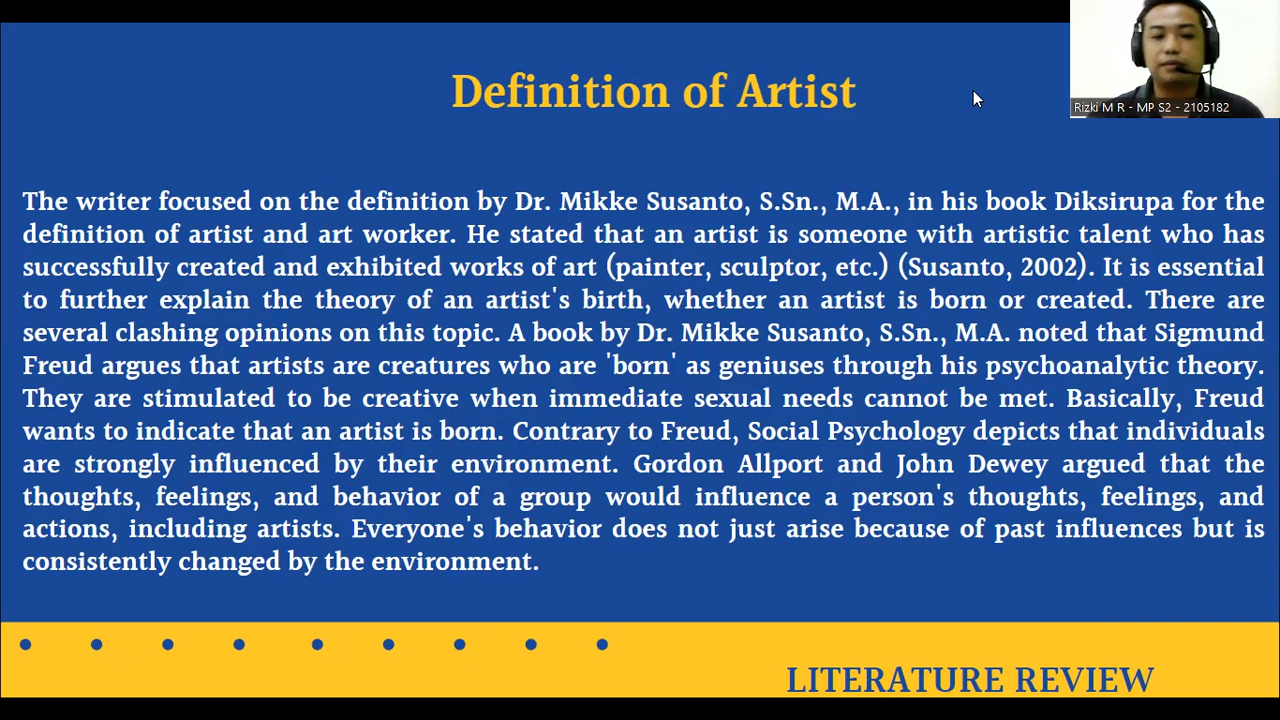 Definition of Artist
Rizki M R - MP S2 - 2105182
The writer focused on the definition by Dr. Mikke Susanto, S.Sn., M.A., in his book Diksirupa for the
definition of artist and art worker. He stated that an artist is someone with artistic talent who has
successfully created and exhibited works of art (painter, sculptor, etc.) (Susanto, 2002). It is essential
to further explain the theory of an artist's birth, whether an artist is born or created. There are
several clashing opinions on this topic. A book by Dr. Mikke Susanto, S.Sn., M.A. noted that Sigmund
Freud argues that artists are creatures who are 'born' as geniuses through his psychoanalytic theory.
They are stimulated to be creative when immediate sexual needs cannot be met. Basically, Freud
wants to indicate that an artist is born. Contrary to Freud, Social Psychology depicts that individuals
are strongly influenced by their environment. Gordon Allport and John Dewey argued that the
thoughts, feelings, and behavior of a group would influence a person's thoughts, feelings, and
actions, including artists. Everyone's behavior does not just arise because of past influences but is
consistently changed by the environment.
LITERATURE REVIEW